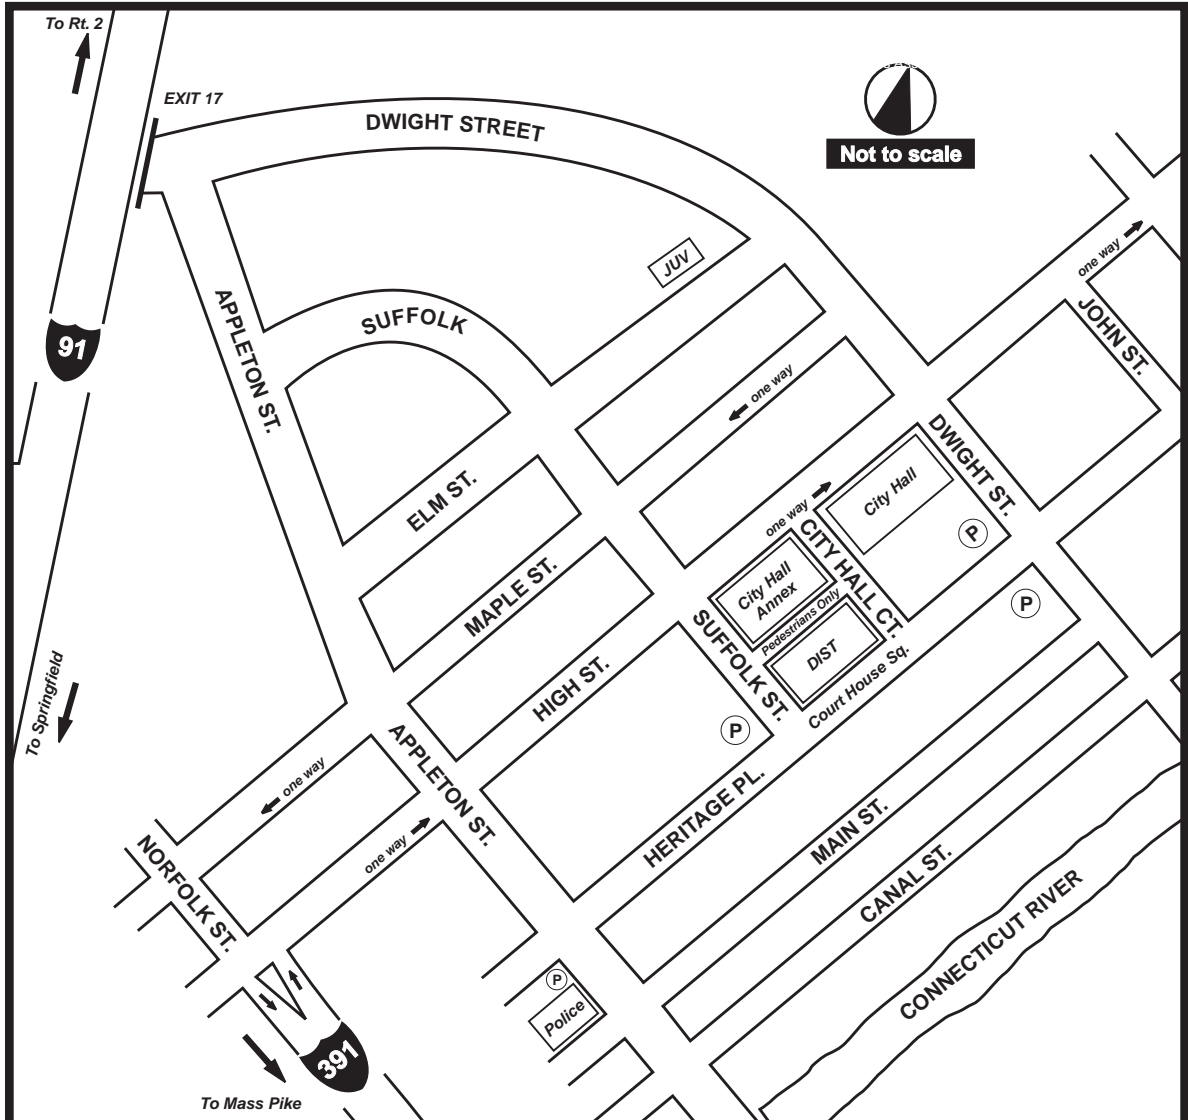 To Rt. 2
EXIT 17
DWIGHT STREET
Not to scale
JUV
one way
JOHN ST.
91
APPLETON ST.
SUFFOLK
one way
DWIGHT ST.
City Hall
P
ELM ST.
one way
CITY HALL CT.
City Hall
Annex
Pedestrians Only
DIST
Court House Sq.
SUFFOLK ST.
P
MAPLE ST.
HIGH ST.
P
To Springfield
one way
APPLETON ST.
HERITAGE PL.
MAIN ST.
CANAL ST.
CONNECTICUT RIVER
NORFOLK ST.
one way
P
Police
391
To Mass Pike